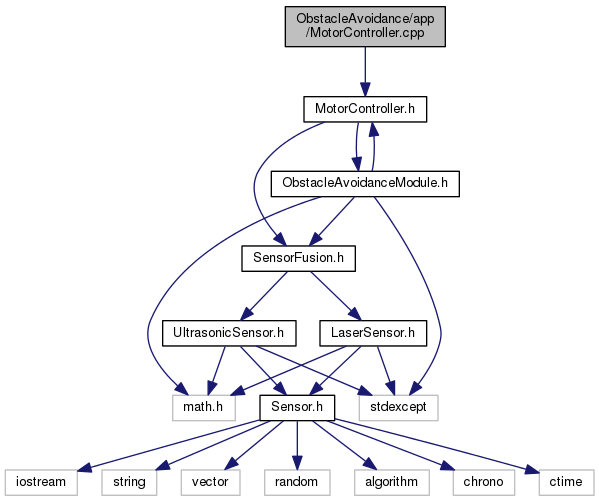 ObstacleAvoidance/app
/MotorController.cpp
MotorController.h
ObstacleAvoidanceModule.h
SensorFusion.h
UltrasonicSensor.h
LaserSensor.h
math.h
Sensor.h
stdexcept
iostream
string
vector
random
algorithm
chrono
ctime